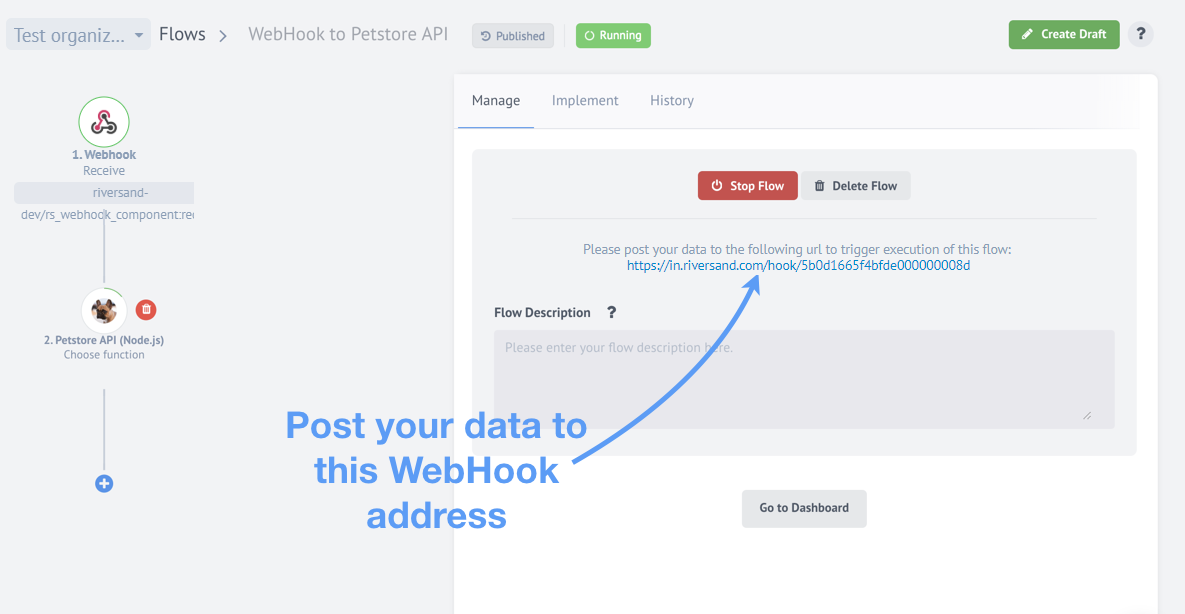 Test organiz...
Flows
WebHook to Petstore API
Published
Running
Create Draft
?
Manage
Implement
History
1. Webhook
Receive
riversand-
dev/rs_webhook_component:rec
Stop Flow
Delete Flow
Please post your data to the following url to trigger execution of this flow:
https://in.riversand.com/hook/5b0d1665f4bfde000000008d
Flow Description ?
Please enter your flow description here.
2. Petstore API (Node.js)
Choose function
Post your data to
this WebHook
address
Go to Dashboard